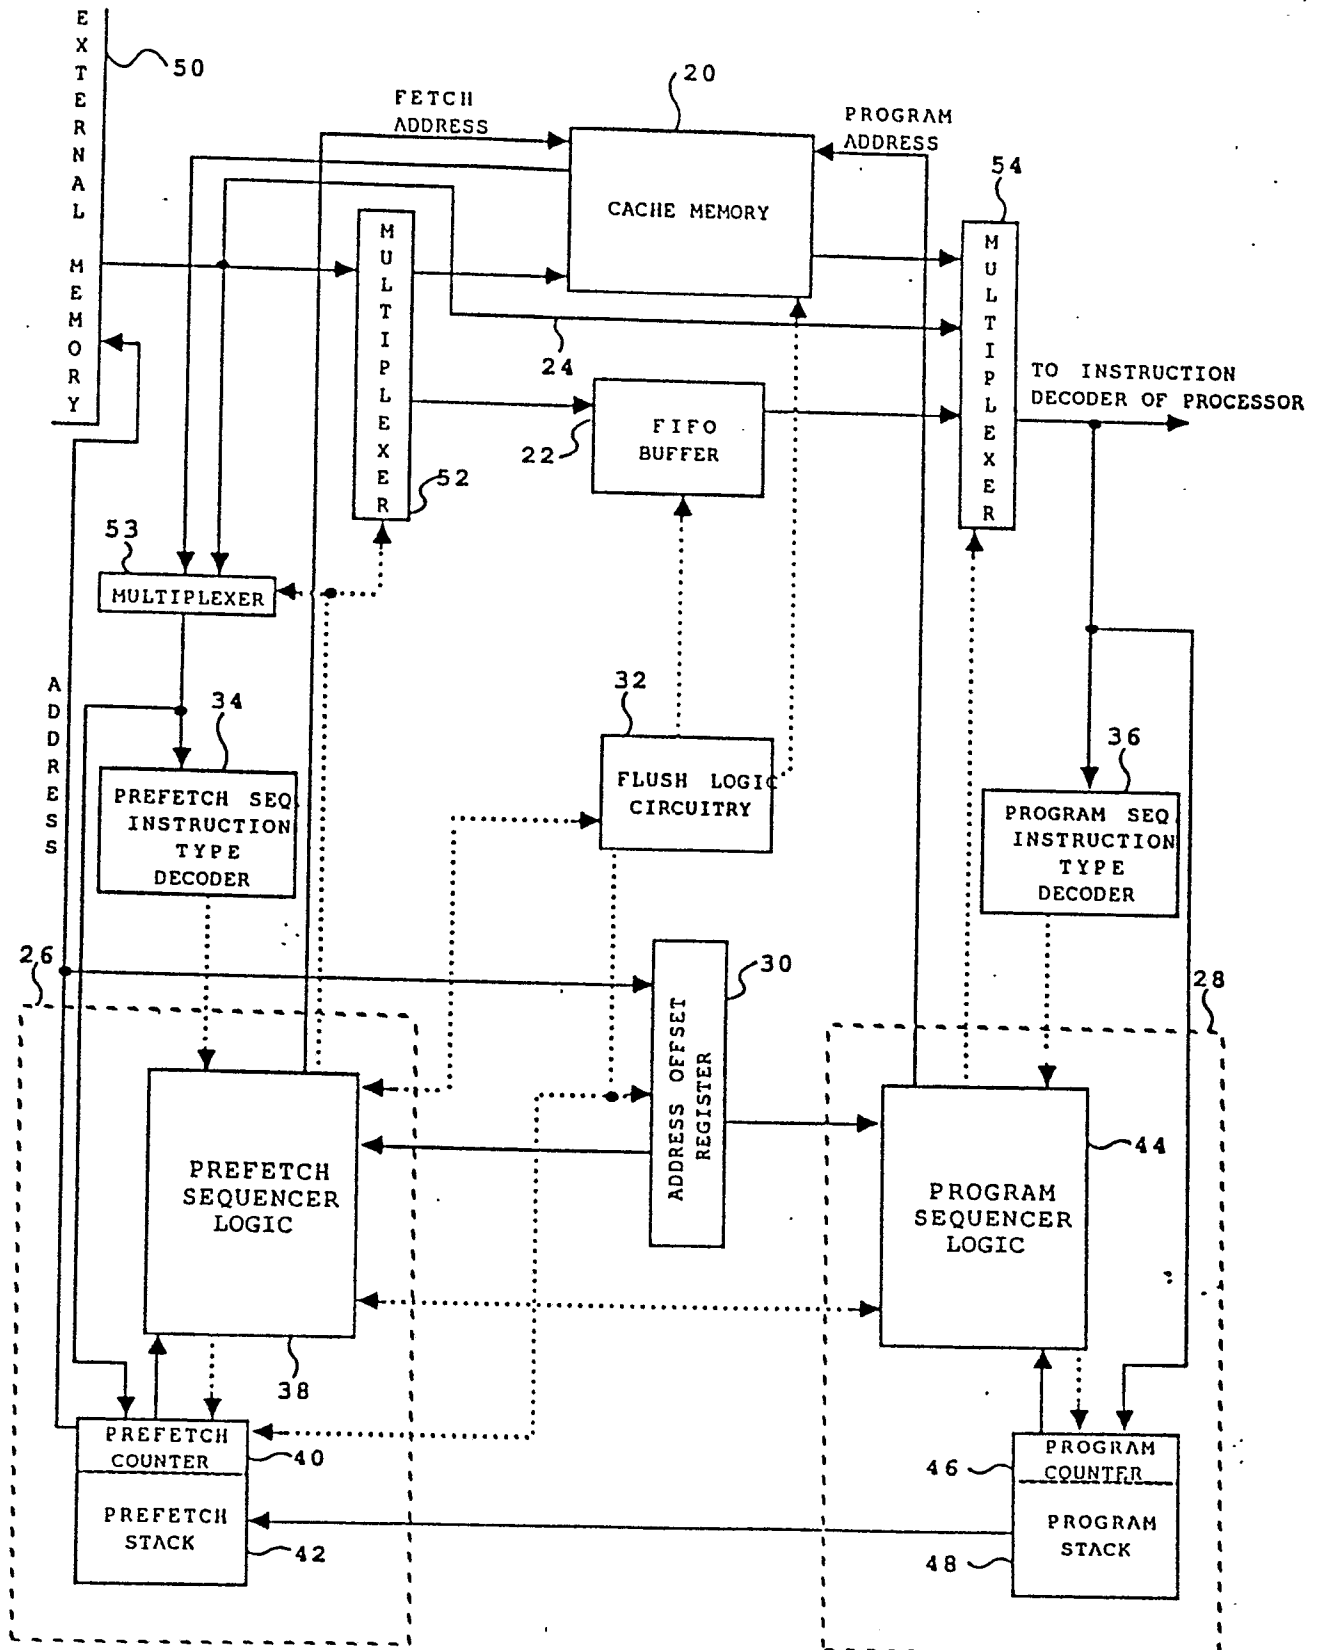 EXTERNAL MEMORY
50
20
FETCH
ADDRESS
PROGRAM
ADDRESS
54
CACHE MEMORY
MULTIPLEXER
MULTIPLEXER
24
TO INSTRUCTION
DECODER OF PROCESSOR
FIFO
BUFFER
22
52
53
MULTIPLEXER
ADDRESS
34
32
36
PREFETCH SEQ
INSTRUCTION
TYPE
DECODER
FLUSH LOGIC
CIRCUITRY
PROGRAM SEQ
INSTRUCTION
TYPE
DECODER
26
30
28
ADDRESS OFFSET
REGISTER
PREFETCH
SEQUENCER
LOGIC
44
PROGRAM
SEQUENCER
LOGIC
38
PREFETCH
COUNTER
40
PREFETCH
STACK
42
46
PROGRAM
COUNTER
PROGRAM
STACK
48